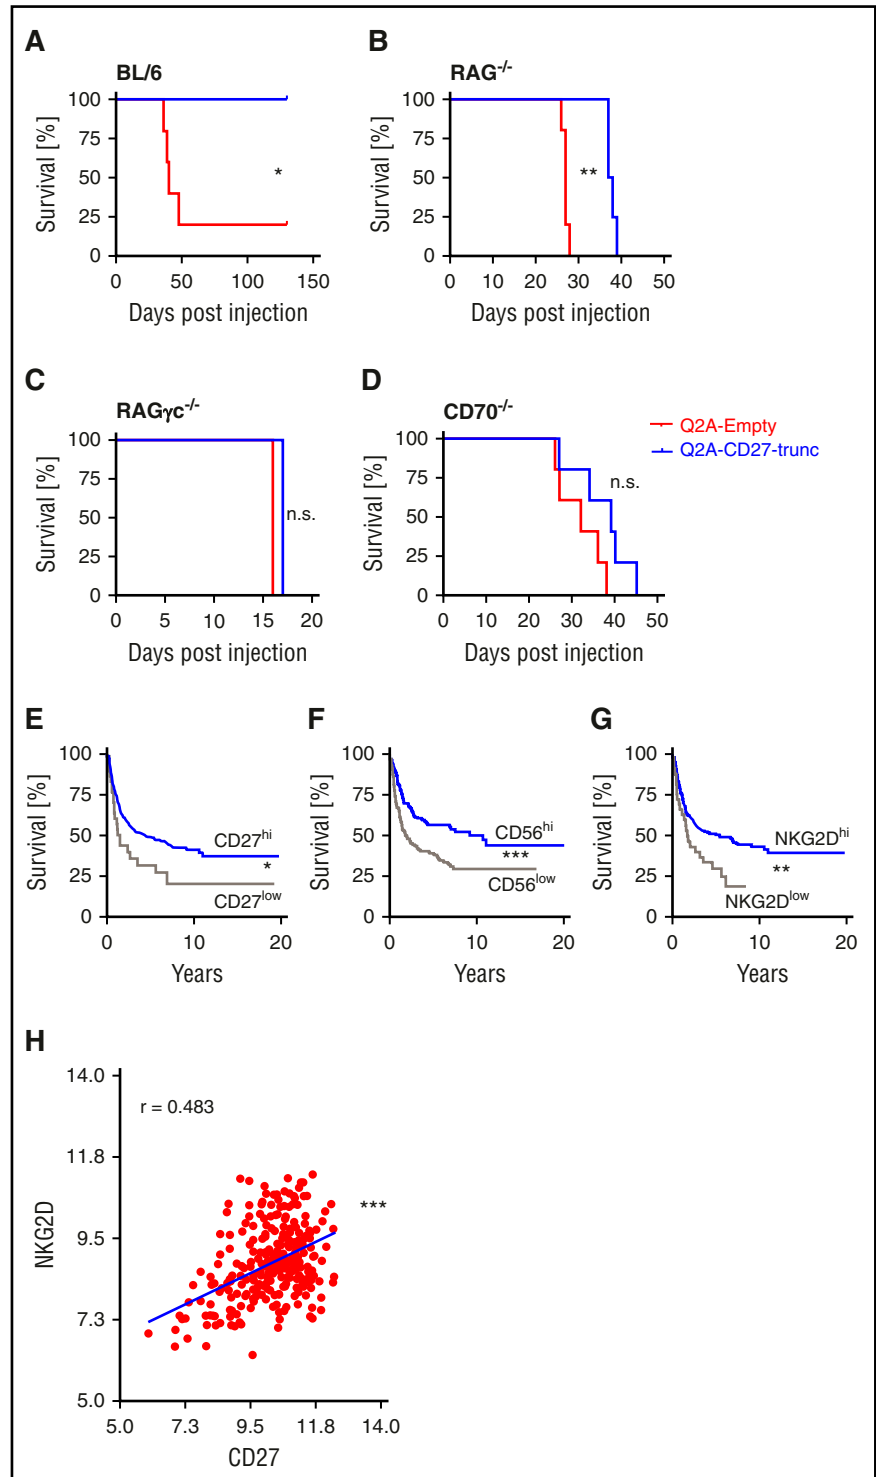 A
BL/6
Survival [%]
100
75
50
25
0
*
0 50 100 150
Days post injection
B
RAG-/-
Survival [%]
100
75
50
25
0
**
0 10 20 30 40 50
Days post injection
C
RAGγc-/-
Survival [%]
100
75
50
25
0
n.s.
0 5 10 15 20
Days post injection
D
CD70-/-
Survival [%]
100
75
50
25
0
n.s.
0 10 20 30 40 50
Days post injection
Q2A-Empty
Q2A-CD27-trunc
E
Survival [%]
100
75
50
25
0
CD27hi
*
CD27low
0 10 20
Years
F
Survival [%]
100
75
50
25
0
CD56hi
***
CD56low
0 10 20
Years
G
Survival [%]
100
75
50
25
0
NKG2Dhi
**
NKG2Dlow
0 10 20
Years
H
NKG2D
14.0
11.8
9.5
7.3
5.0
r = 0.483
***
5.0 7.3 9.5 11.8 14.0
CD27